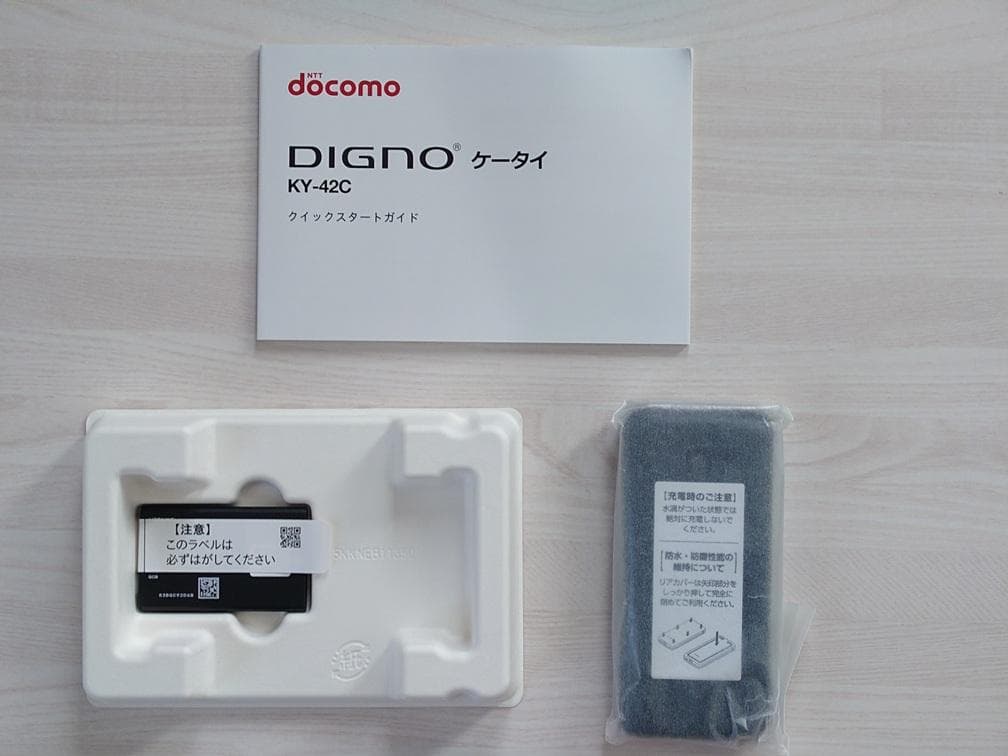 NTT
docomo
DIGNO® ケータイ
KY-42C
クイックスタートガイド
【注意】
このラベルは
必ずはがしてください
【充電時のご注意】
水滴がついた状態では
絶対に充電しないで
ください。
防水・防塵性能の
維持について
リアカバーは矢印部分を
しっかり押して完全に
閉めてご利用ください。
紙